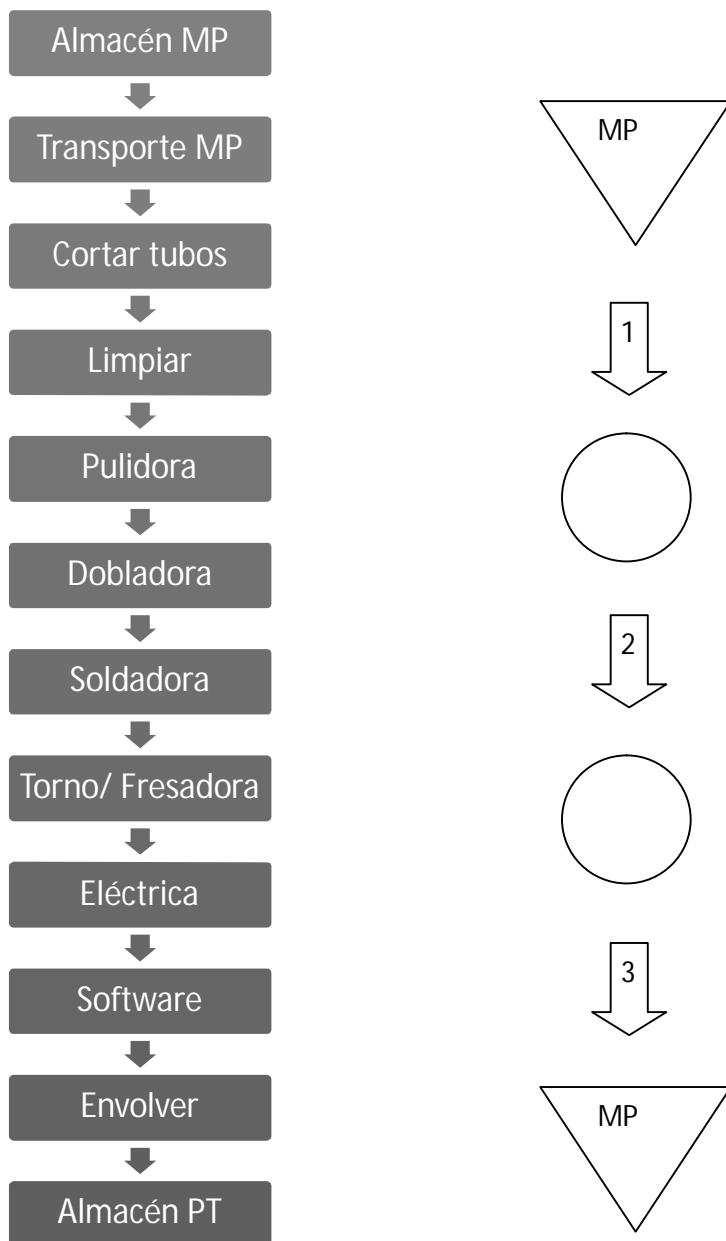 Almacén MP
Transporte MP
Cortar tubos
Limpiar
Pulidora
Dobladora
Soldadora
Torno/ Fresadora
Eléctrica
Software
Envolver
Almacén PT
MP
1
2
3
MP